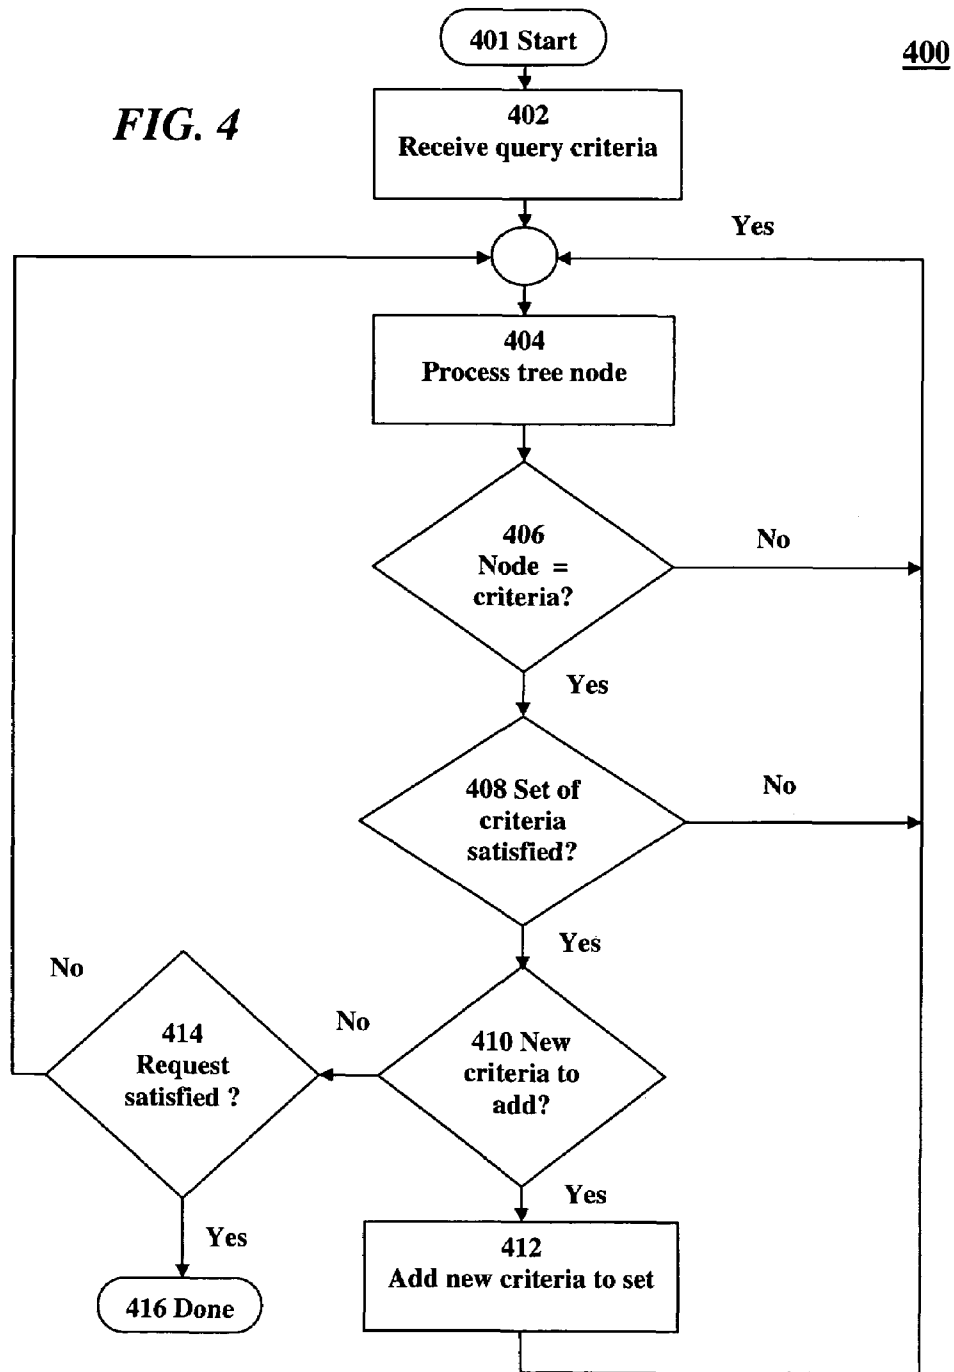 401 Start
400
FIG. 4
402
Receive query criteria
Yes
404
Process tree node
406
Node =
criteria?
No
Yes
408 Set of
criteria
satisfied?
No
Yes
410 New
criteria to
add?
No
414
Request
satisfied ?
No
Yes
Yes
412
Add new criteria to set
416 Done